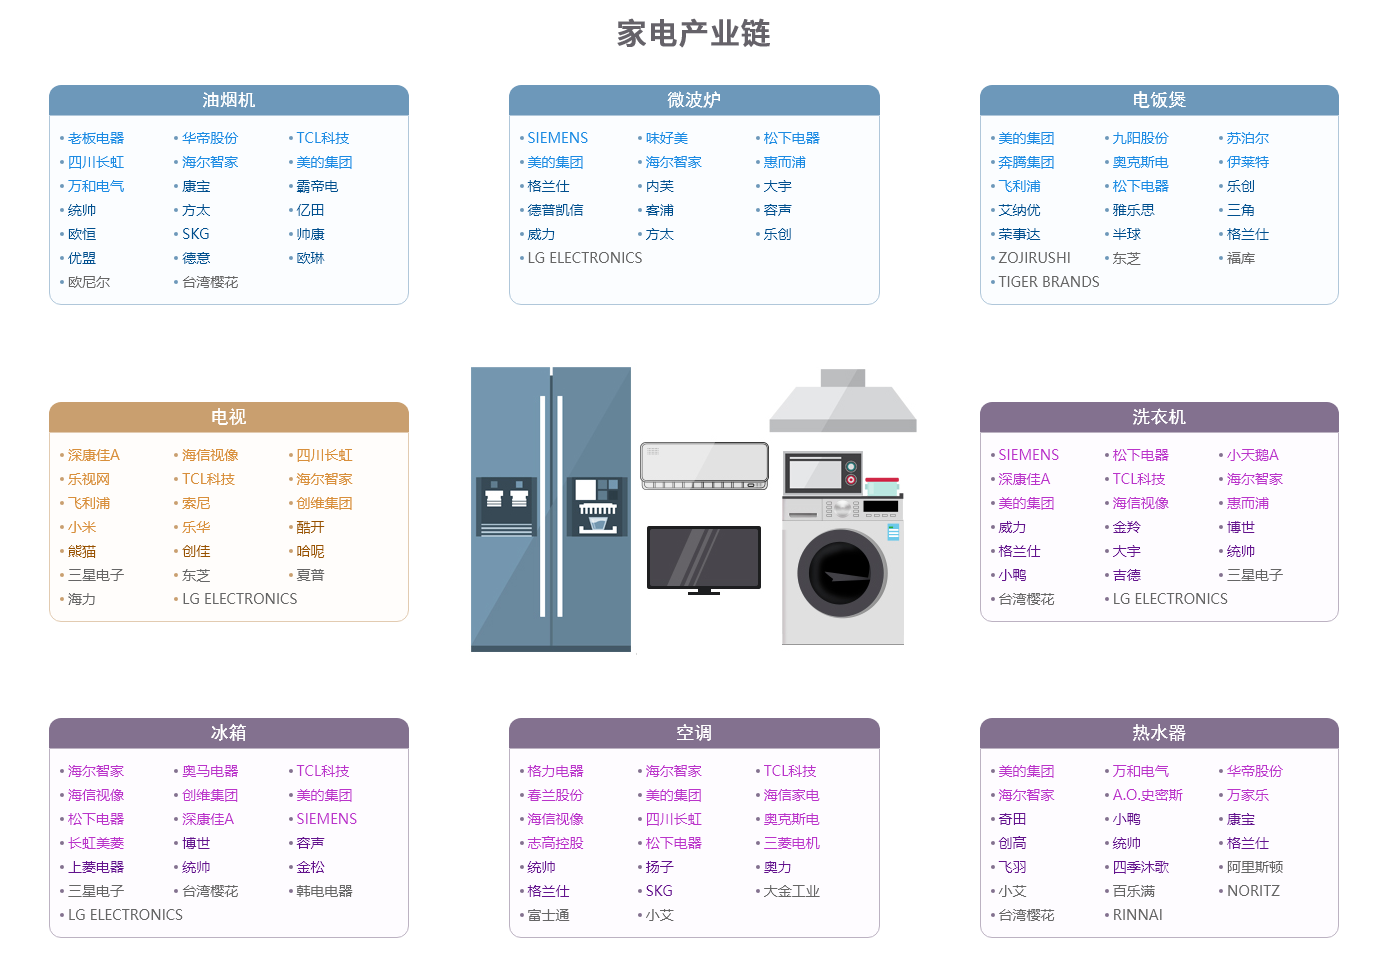 家电产业链
油烟机
老板电器 华帝股份 TCL科技
四川长虹 海尔智家 美的集团
万和电气 康宝 霸帝电
统帅 方太 亿田
欧恒 SKG 帅康
优盟 德意 欧琳
欧尼尔 台湾樱花
微波炉
SIEMENS 味好美 松下电器
美的集团 海尔智家 惠而浦
格兰仕 内芙 大宇
德普凯信 客浦 容声
威力 方太 乐创
LG ELECTRONICS
电饭煲
美的集团 九阳股份 苏泊尔
奔腾集团 奥克斯电 伊莱特
飞利浦 松下电器 乐创
艾纳优 雅乐思 三角
荣事达 半球 格兰仕
ZOJIRUSHI 东芝 福库
TIGER BRANDS
电视
深康佳A 海信视像 四川长虹
乐视网 TCL科技 海尔智家
飞利浦 索尼 创维集团
小米 乐华 酷开
熊猫 创佳 哈呢
三星电子 东芝 夏普
海力 LG ELECTRONICS
洗衣机
SIEMENS 松下电器 小天鹅A
深康佳A TCL科技 海尔智家
美的集团 海信视像 惠而浦
威力 金羚 博世
格兰仕 大宇 统帅
小鸭 吉德 三星电子
台湾樱花 LG ELECTRONICS
冰箱
海尔智家 奥马电器 TCL科技
海信视像 创维集团 美的集团
松下电器 深康佳A SIEMENS
长虹美菱 博世 容声
上菱电器 统帅 金松
三星电子 台湾樱花 韩电电器
LG ELECTRONICS
空调
格力电器 海尔智家 TCL科技
春兰股份 美的集团 海信家电
海信视像 四川长虹 奥克斯电
志高控股 松下电器 三菱电机
统帅 扬子 奥力
格兰仕 SKG 大金工业
富士通 小艾
热水器
美的集团 万和电气 华帝股份
海尔智家 A.O.史密斯 万家乐
奇田 小鸭 康宝
创高 统帅 格兰仕
飞羽 四季沐歌 阿里斯顿
小艾 百乐满 NORITZ
台湾樱花 RINNAI